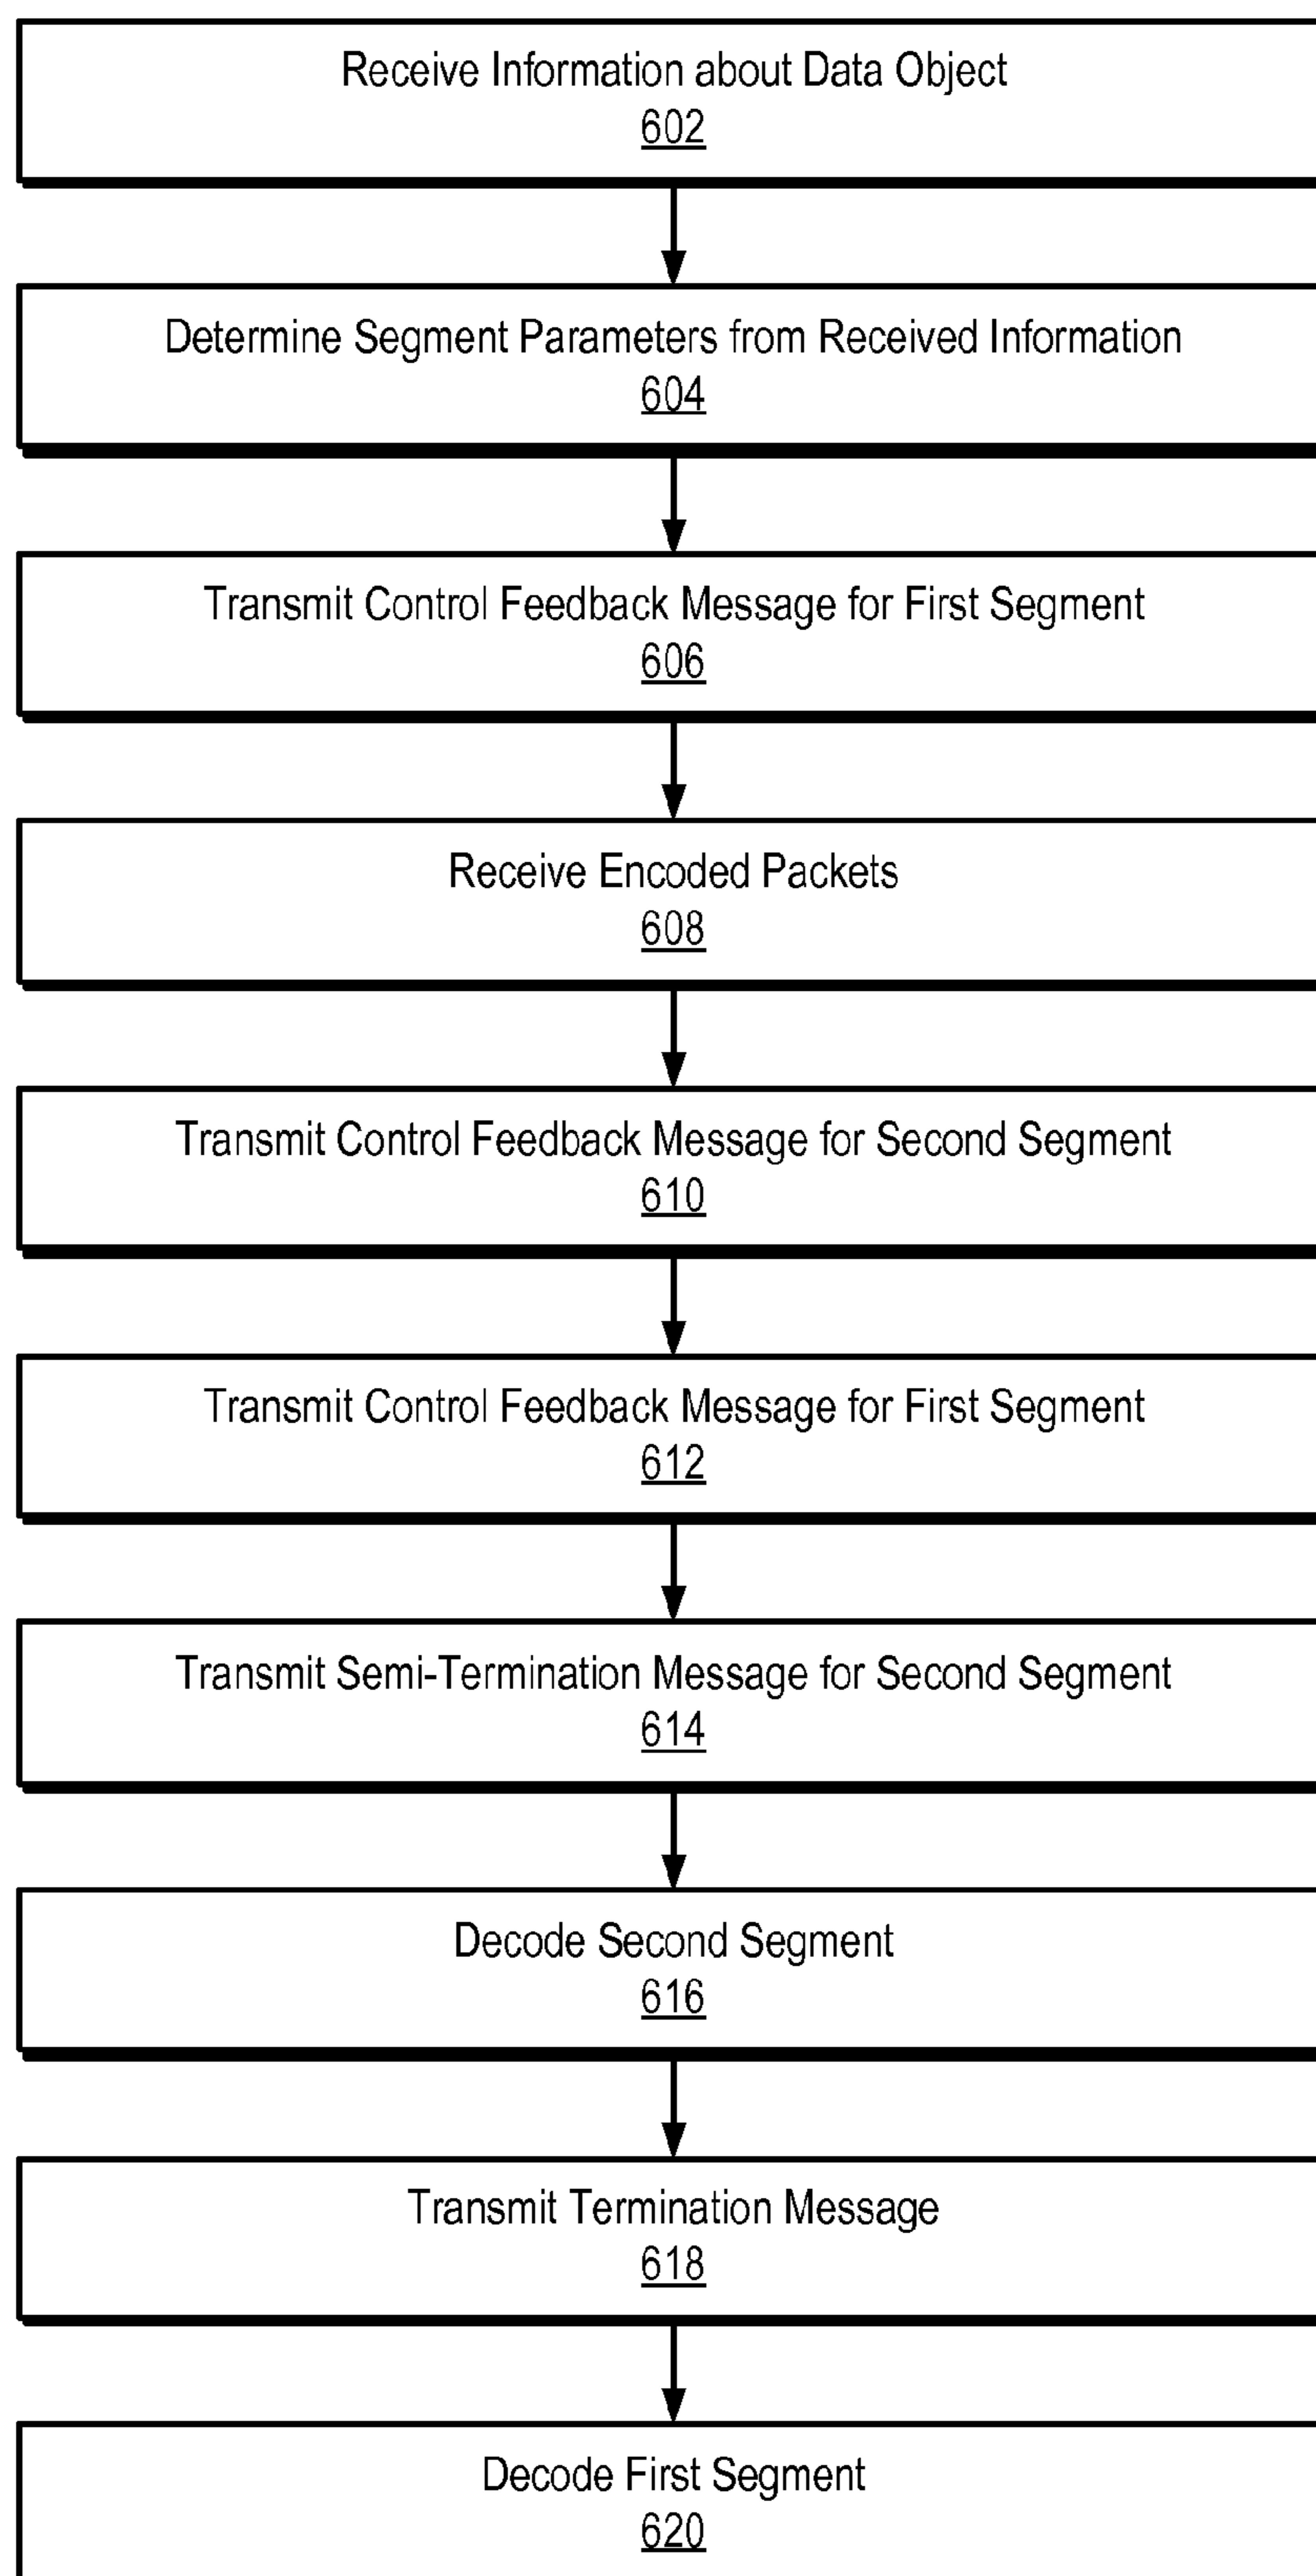 Receive Information about Data Object
602
Determine Segment Parameters from Received Information
604
Transmit Control Feedback Message for First Segment
606
Receive Encoded Packets
608
Transmit Control Feedback Message for Second Segment
610
Transmit Control Feedback Message for First Segment
612
Transmit Semi-Termination Message for Second Segment
614
Decode Second Segment
616
Transmit Termination Message
618
Decode First Segment
620